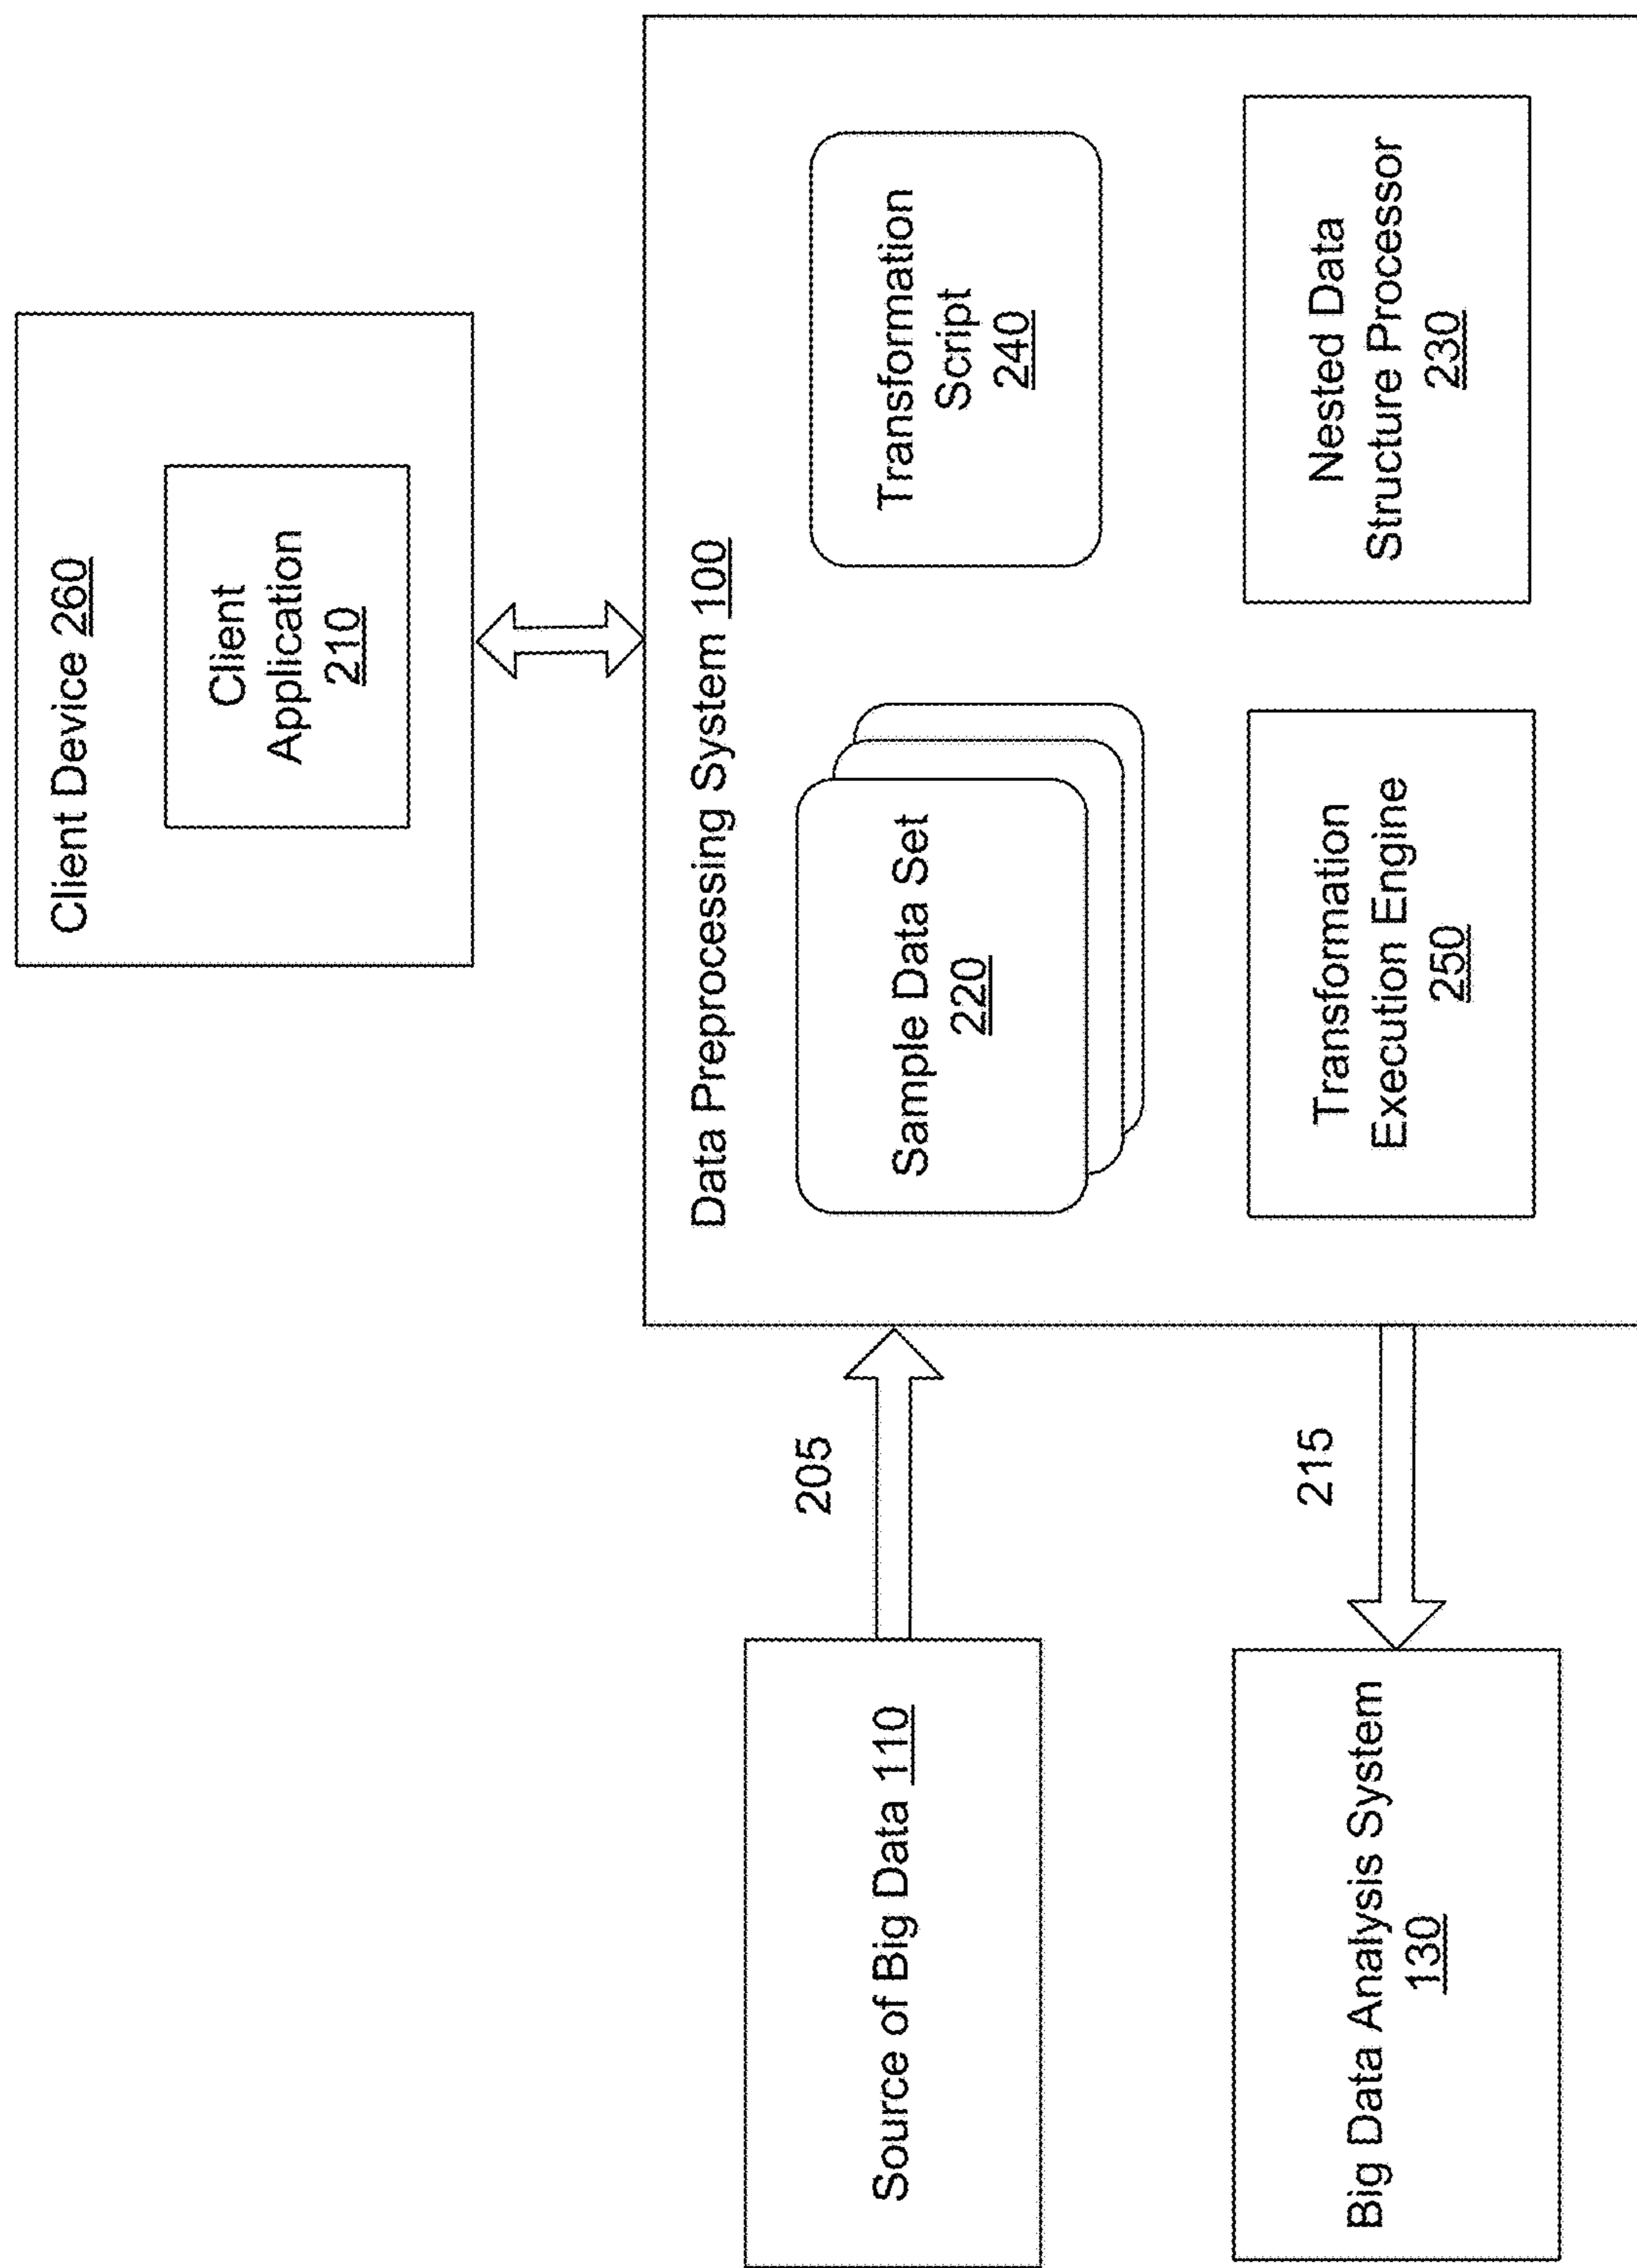 Client Device 260
Client
Application
210
Data Preprocessing System 100
Sample Data Set
220
Transformation
Script
240
Transformation
Execution Engine
250
Nested Data
Structure Processor
230
205
215
Source of Big Data 110
Big Data Analysis System
130